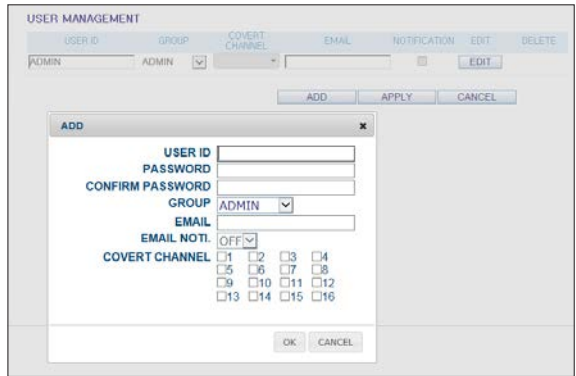 USER MANAGEMENT
USER ID GROUP COVERT CHANNEL EMAIL NOTIFICATION EDIT DELETE
ADMIN ADMIN EDIT
ADD APPLY CANCEL
ADD x
USER ID
PASSWORD
CONFIRM PASSWORD
GROUP ADMIN
EMAIL
EMAIL NOTI. OFF
COVERT CHANNEL 1 2 3 4
5 6 7 8
9 10 11 12
13 14 15 16
OK CANCEL